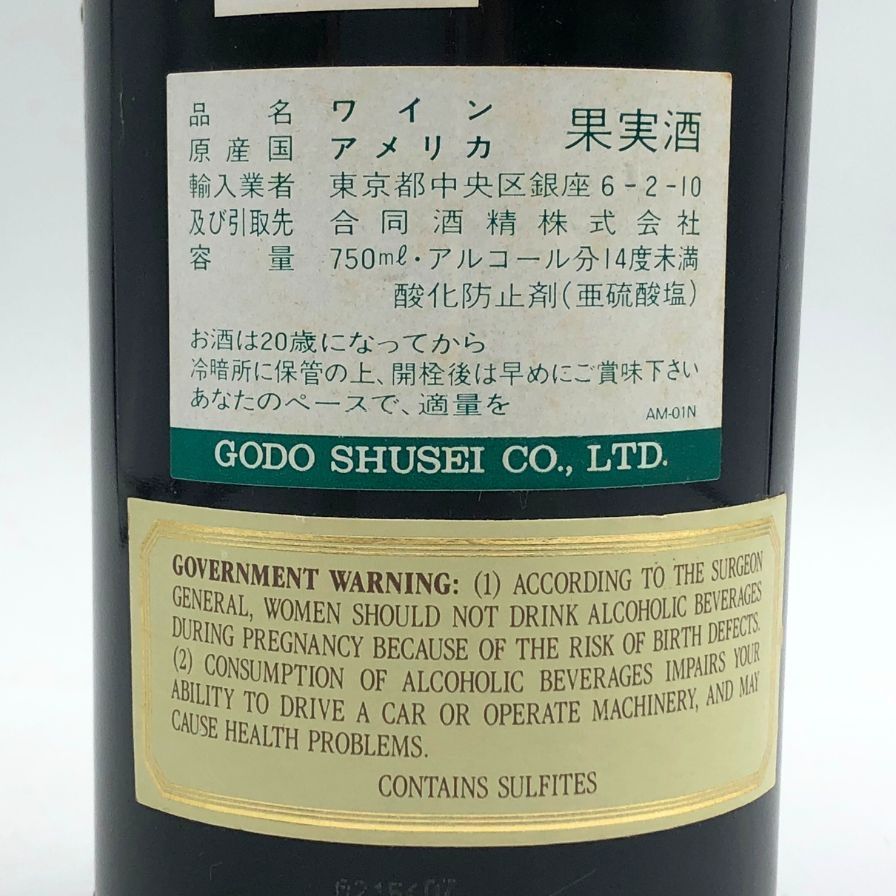 品名 ワイン 果実酒
原産国 アメリカ
輸入業者 東京都中央区銀座6-2-10
及び引取先 合同酒精株式会社
容量 750mℓ・アルコール分14度未満
酸化防止剤(亜硫酸塩)
お酒は20歳になってから
冷暗所に保管の上、開栓後は早めにご賞味下さい
あなたのペースで、適量を
AM-01N
GODO SHUSEI CO., LTD.
GOVERNMENT WARNING: (1) ACCORDING TO THE SURGEON
GENERAL, WOMEN SHOULD NOT DRINK ALCOHOLIC BEVERAGES
DURING PREGNANCY BECAUSE OF THE RISK OF BIRTH DEFECTS.
(2) CONSUMPTION OF ALCOHOLIC BEVERAGES IMPAIRS YOUR
ABILITY TO DRIVE A CAR OR OPERATE MACHINERY, AND MAY
CAUSE HEALTH PROBLEMS.
CONTAINS SULFITES